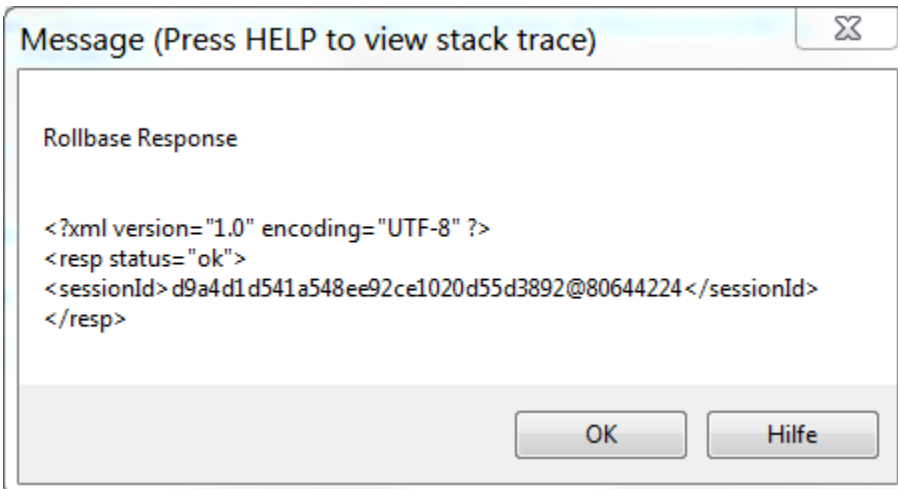 Message (Press HELP to view stack trace)
Rollbase Response
<?xml version="1.0" encoding="UTF-8" ?>
<resp status="ok">
<sessionId>d9a4d1d541a548ee92ce1020d55d3892@80644224</sessionId>
</resp>
OK
Hilfe